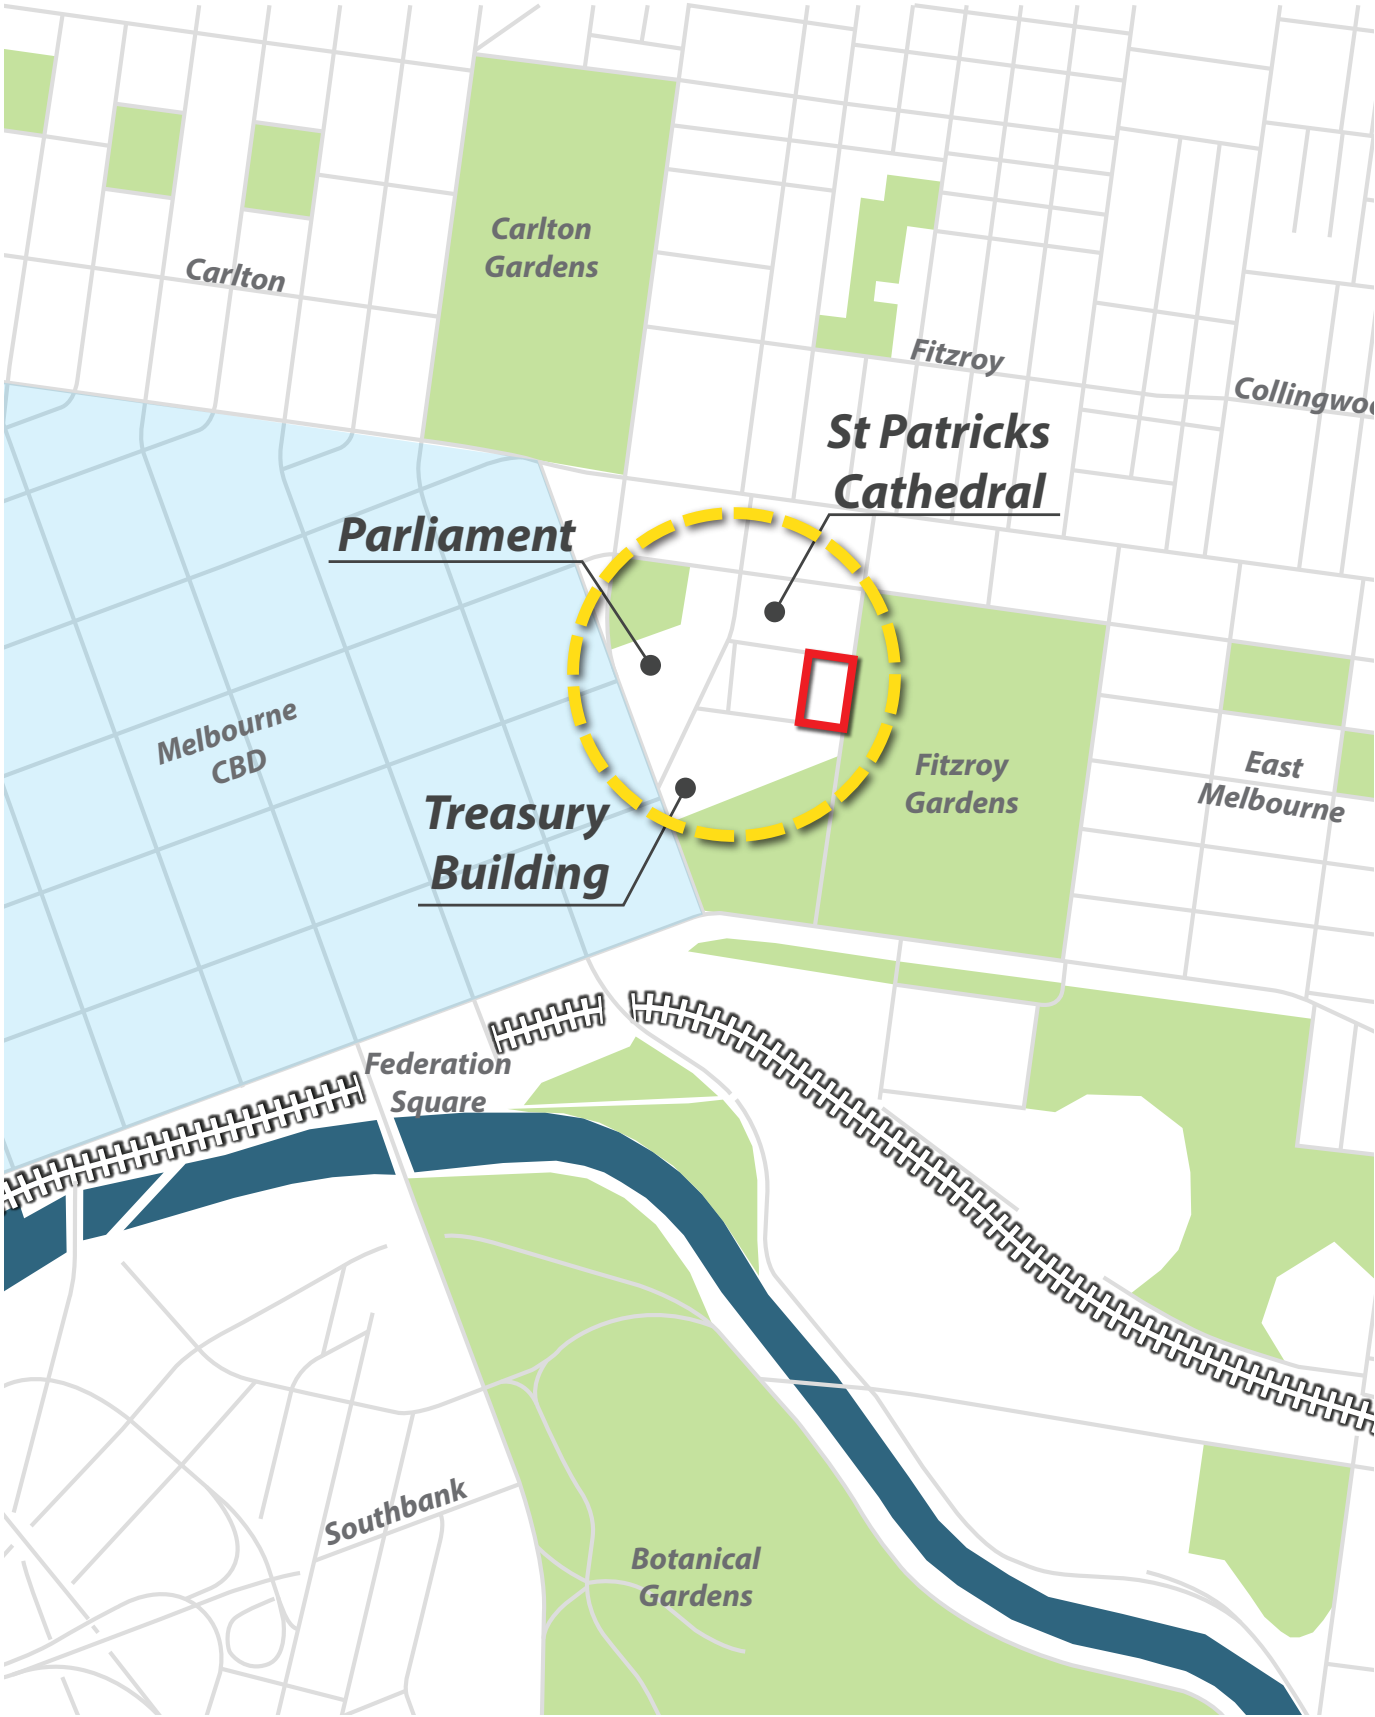 Carlton
Gardens
Carlton
Fitzroy
Collingwoo
St Patricks
Cathedral
Parliament
Melbourne
CBD
Treasury
Building
Fitzroy
Gardens
East
Melbourne
Federation
Square
Southbank
Botanical
Gardens